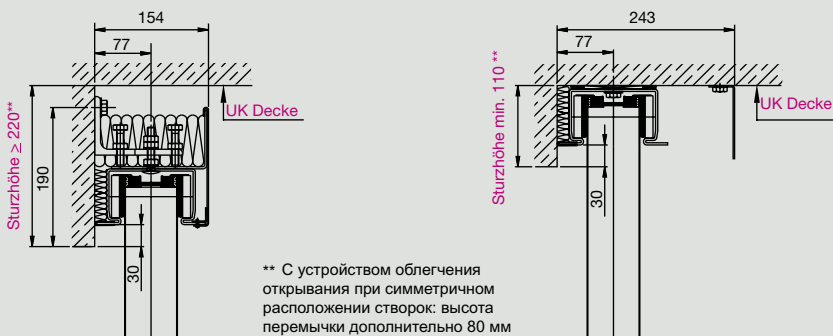 154
77
Sturzhöhe ≥ 220**
190
30
UK Decke
243
77
Sturzhöhe min. 110 **
30
UK Decke
** С устройством облегчения
открывания при симметричном
расположении створок: высота
перемычки дополнительно 80 мм